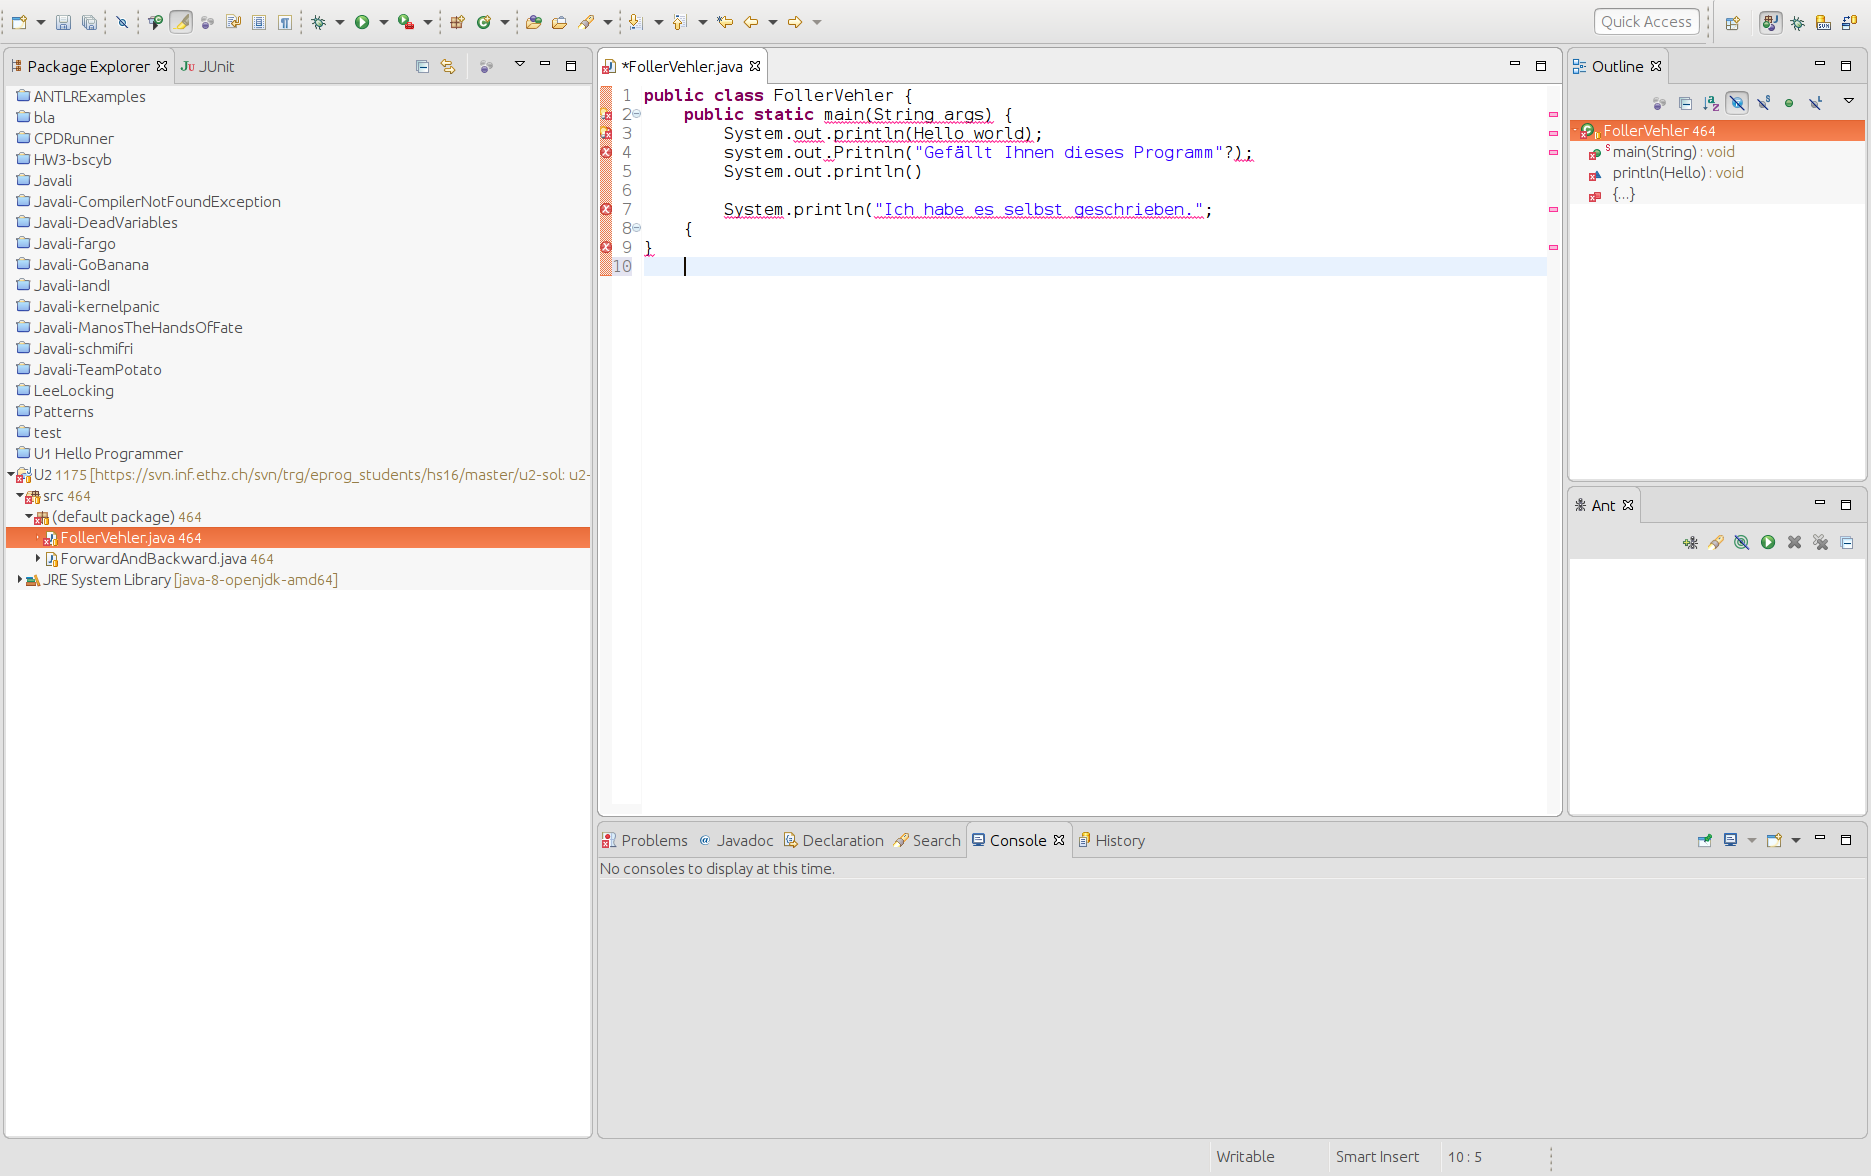 Quick Access
Package Explorer
JUnit
ANTLRExamples
bla
CPDRunner
HW3-bscyb
Javali
Javali-CompilerNotFoundException
Javali-DeadVariables
Javali-fargo
Javali-GoBanana
Javali-IandI
Javali-kernelpanic
Javali-ManosTheHandsOfFate
Javali-schmifri
Javali-TeamPotato
LeeLocking
Patterns
test
U1 Hello Programmer
U2 1175 [https://svn.inf.ethz.ch/svn/trg/eprog_students/hs16/master/u2-sol: u2-
src 464
(default package) 464
FollerVehler.java 464
ForwardAndBackward.java 464
JRE System Library [java-8-openjdk-amd64]
*FollerVehler.java
1 public class FollerVehler {
2 public static main(String args) {
3 System.out.println(Hello world);
4 system.out.Pritnln("Gefällt Ihnen dieses Programm"?);
5 System.out.println()
6
7 System.println("Ich habe es selbst geschrieben.";
8 {
9 }
10
Outline
FollerVehler 464
main(String) : void
println(Hello) : void
{...}
Ant
Problems
Javadoc
Declaration
Search
Console
History
No consoles to display at this time.
Writable
Smart Insert
10 : 5